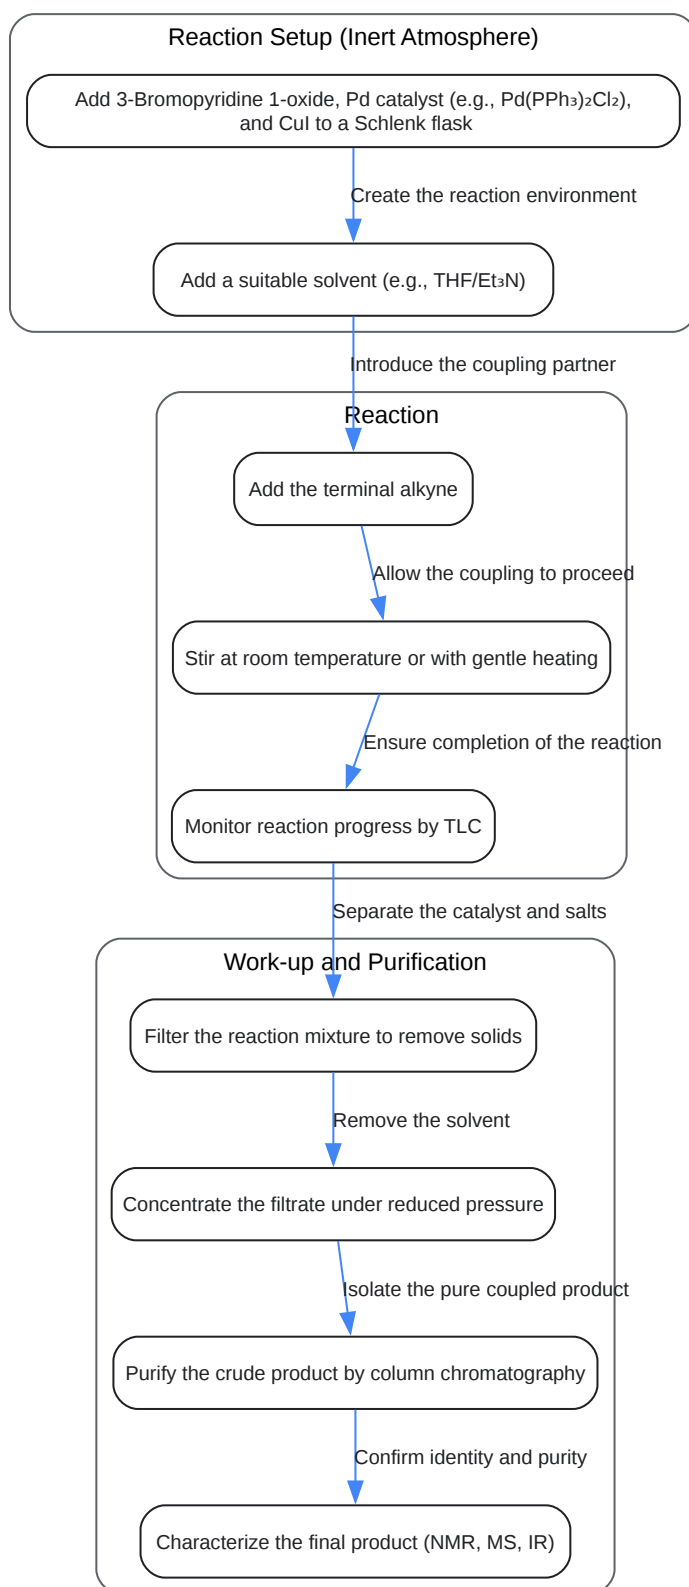 Reaction Setup (Inert Atmosphere)
Add 3-Bromopyridine 1-oxide, Pd catalyst (e.g., Pd(PPh₃)₂Cl₂),
and CuI to a Schlenk flask
Create the reaction environment
Add a suitable solvent (e.g., THF/Et₃N)
Introduce the coupling partner
Reaction
Add the terminal alkyne
Allow the coupling to proceed
Stir at room temperature or with gentle heating
Ensure completion of the reaction
Monitor reaction progress by TLC
Separate the catalyst and salts
Work-up and Purification
Filter the reaction mixture to remove solids
Remove the solvent
Concentrate the filtrate under reduced pressure
Isolate the pure coupled product
Purify the crude product by column chromatography
Confirm identity and purity
Characterize the final product (NMR, MS, IR)